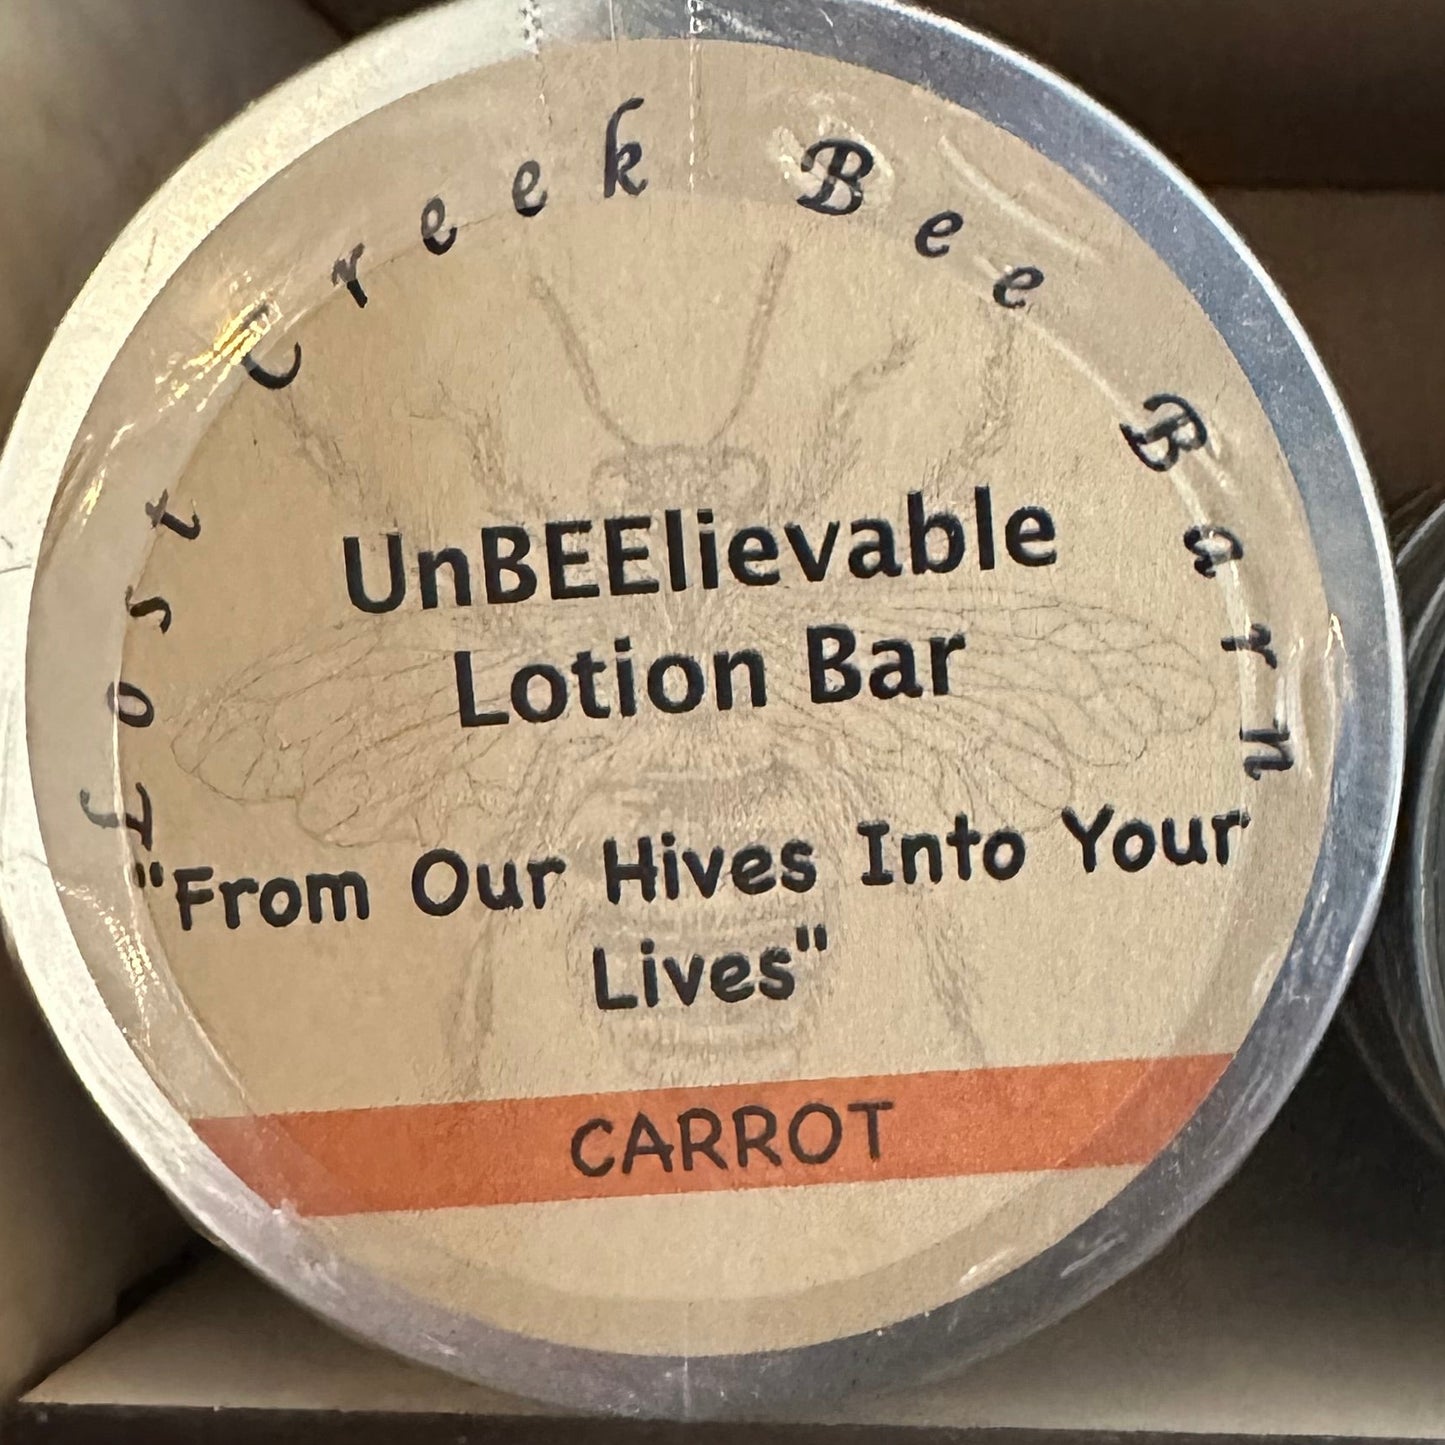 Lost Creek Bee Barn
UnBEElievable
Lotion Bar
"From Our Hives Into Your
Lives"
CARROT